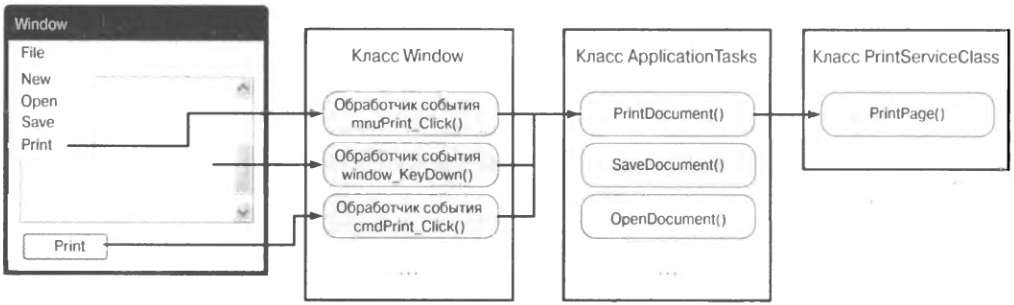 Window
File
New
Open
Save
Print
Print
Класс Window
Обработчик события
mnuPrint_Click()
Обработчик события
window_KeyDown()
Обработчик события
cmdPrint_Click()
...
Класс ApplicationTasks
PrintDocument()
SaveDocument()
OpenDocument()
...
Класс PrintServiceClass
PrintPage()